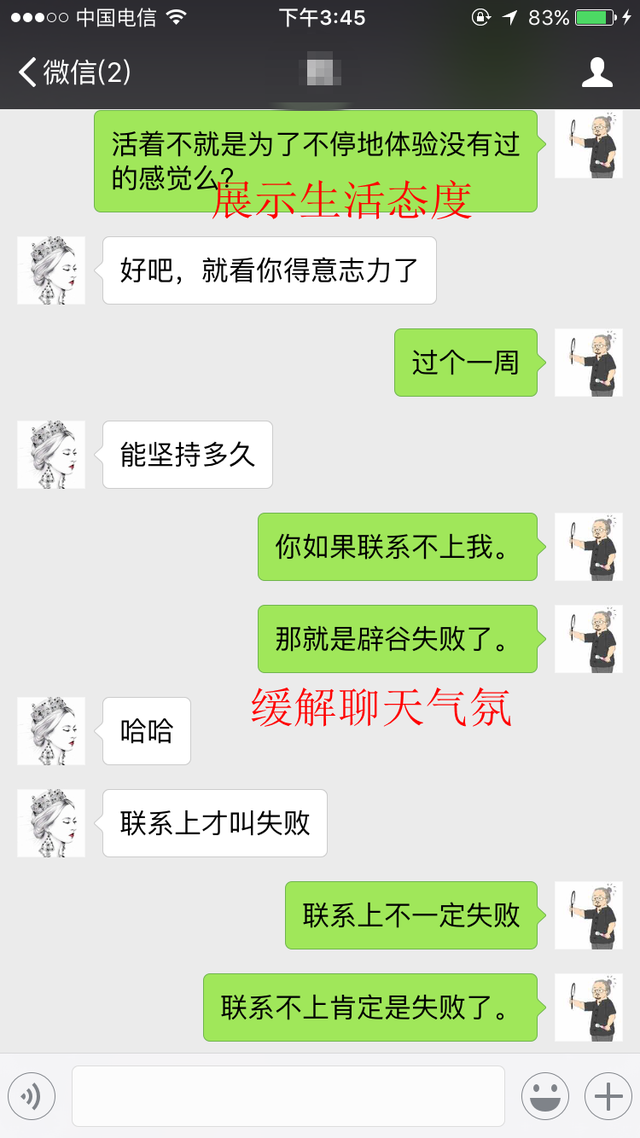 中国电信
下午3:45
83%
微信(2)
活着不就是为了不停地体验没有过
的感觉么?
展示生活态度
好吧，就看你得意志力了
过个一周
能坚持多久
你如果联系不上我。
那就是辟谷失败了。
缓解聊天气氛
哈哈
联系上才叫失败
联系上不一定失败
联系不上肯定是失败了。